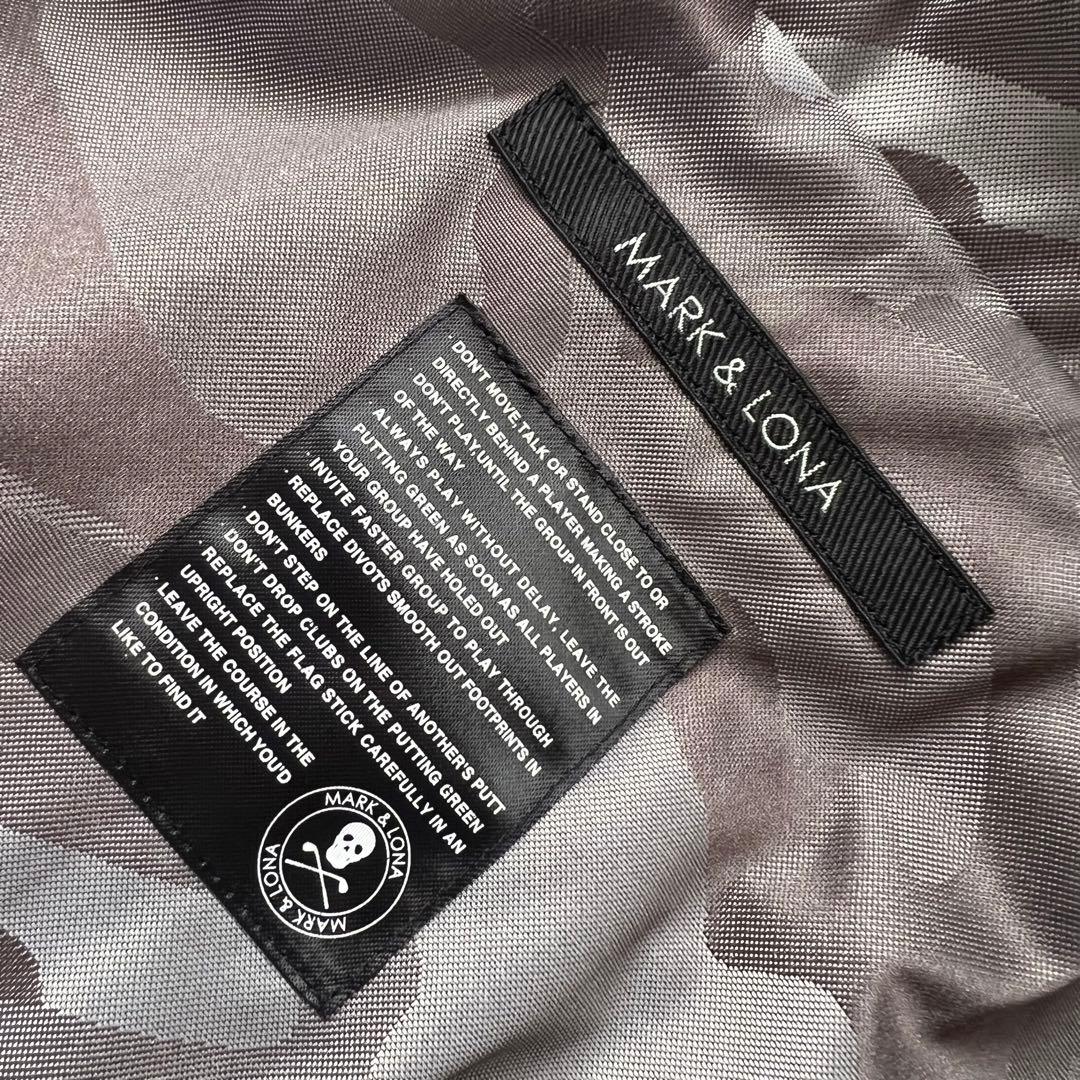 MARK & LONA
· DON'T MOVE,TALK OR STAND CLOSE TO OR
DIRECTLY BEHIND A PLAYER MAKING A STROKE
· DON'T PLAY,UNTIL THE GROUP IN FRONT IS OUT
OF THE WAY
· ALWAYS PLAY WITHOUT DELAY, LEAVE THE
PUTTING GREEN AS SOON AS ALL PLAYERS IN
YOUR GROUP HAVE HOLED OUT
· INVITE FASTER GROUP TO PLAY THROUGH
· REPLACE DIVOTS SMOOTH OUT FOOTPRINTS IN
BUNKERS
· DON'T STEP ON THE LINE OF ANOTHER'S PUTT
· DON'T DROP CLUBS ON THE PUTTING GREEN
· REPLACE THE FLAG STICK CAREFULLY IN AN
UPRIGHT POSITION
· LEAVE THE COURSE IN THE
CONDITION IN WHICH YOU'D
LIKE TO FIND IT
MARK & LONA
MARK & LONA